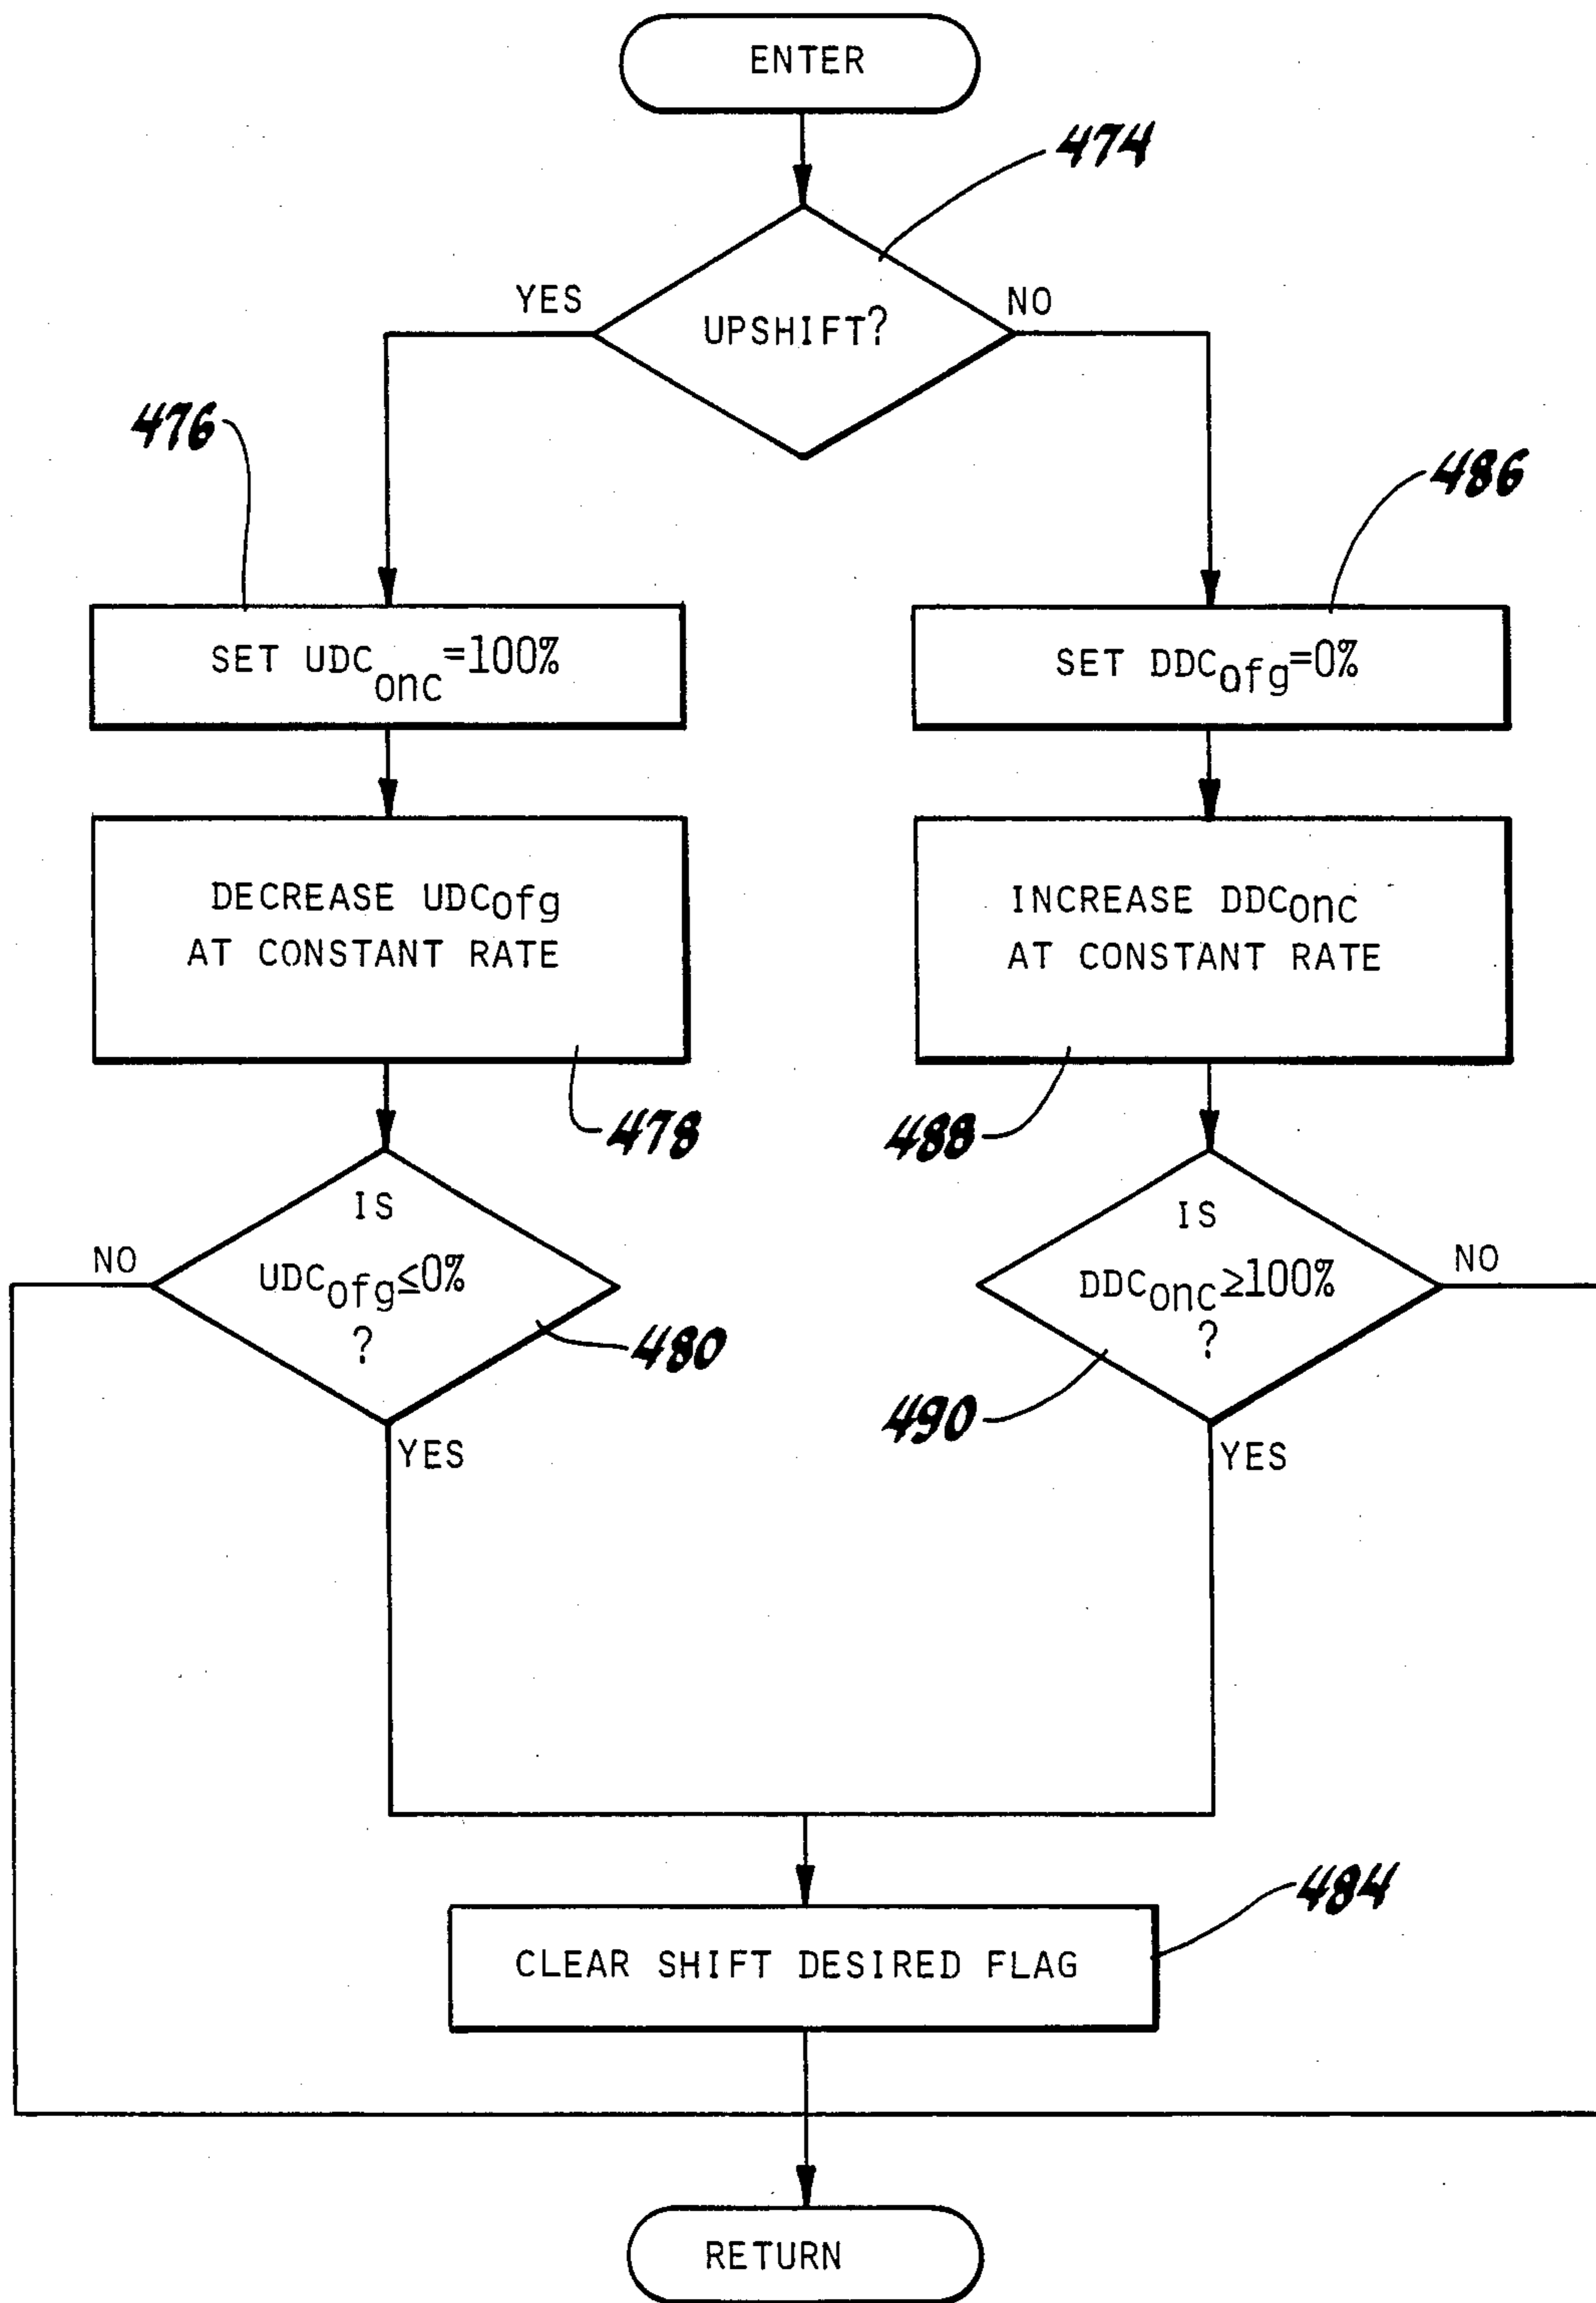 ENTER
474
YES
UPSHIFT?
NO
476
486
SET UDConc=100%
SET DDCofg=0%
DECREASE UDCofg
AT CONSTANT RATE
INCREASE DDConc
AT CONSTANT RATE
478
488
IS
UDCofg≤0%
?
NO
480
IS
DDConc≥100%
?
NO
490
YES
YES
484
CLEAR SHIFT DESIRED FLAG
RETURN